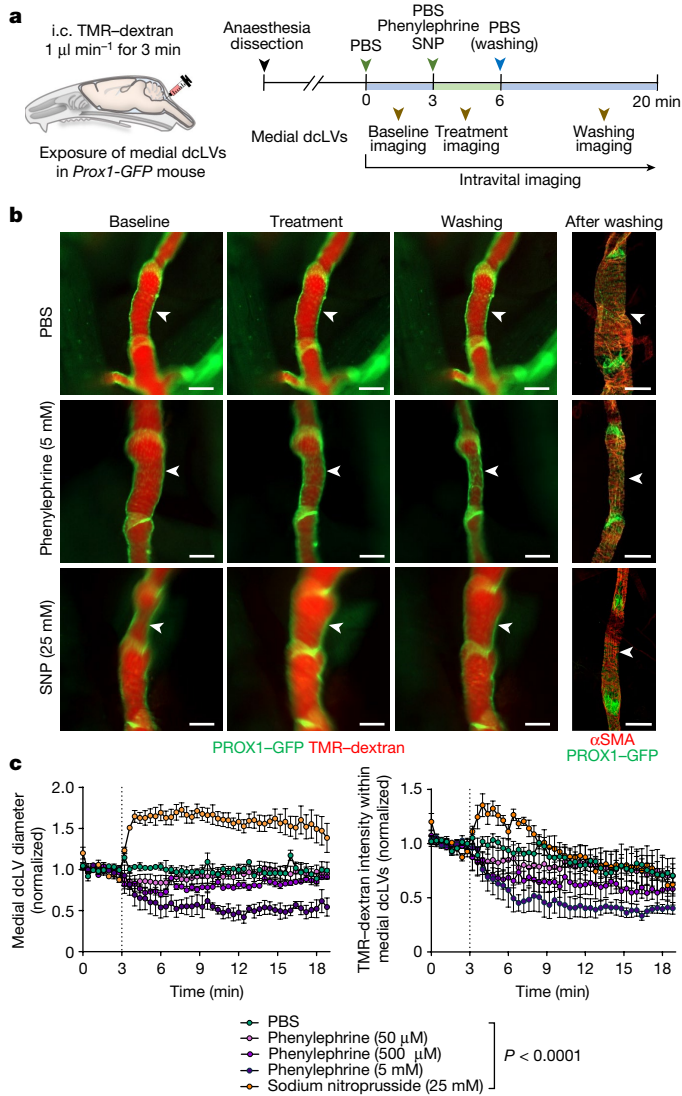 a
i.c. TMR–dextran
1 μl min–1 for 3 min
Exposure of medial dcLVs
in Prox1-GFP mouse
Anaesthesia
dissection
PBS
PBS
Phenylephrine
SNP
PBS
(washing)
0
3
6
20 min
Medial dcLVs
Baseline
imaging
Treatment
imaging
Washing
imaging
Intravital imaging
b
Baseline
Treatment
Washing
After washing
PBS
Phenylephrine (5 mM)
SNP (25 mM)
PROX1–GFP TMR–dextran
αSMA
PROX1–GFP
c
Medial dcLV diameter
(normalized)
2.0
1.5
1.0
0.5
0
0 3 6 9 12 15 18
Time (min)
TMR–dextran intensity within
medial dcLVs (normalized)
1.5
1.0
0.5
0
0 3 6 9 12 15 18
Time (min)
PBS
Phenylephrine (50 μM)
Phenylephrine (500 μM)
Phenylephrine (5 mM)
Sodium nitroprusside (25 mM)
P < 0.0001